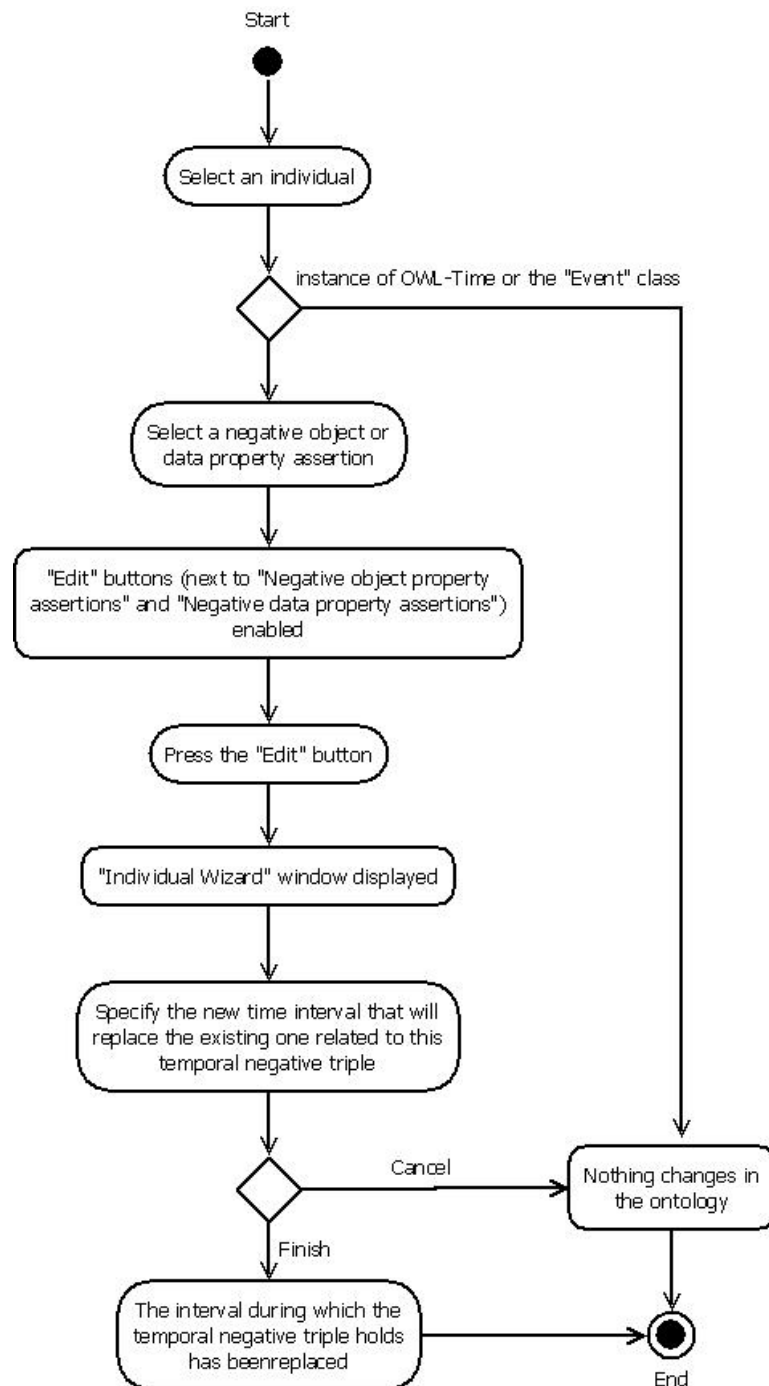 Start
Select an individual
instance of OWL-Time or the "Event" class
Select a negative object or
data property assertion
"Edit" buttons (next to "Negative object property
assertions" and "Negative data property assertions")
enabled
Press the "Edit" button
"Individual Wizard" window displayed
Specify the new time interval that will
replace the existing one related to this
temporal negative triple
Cancel
Nothing changes in
the ontology
Finish
The interval during which the
temporal negative triple holds
has beenreplaced
End